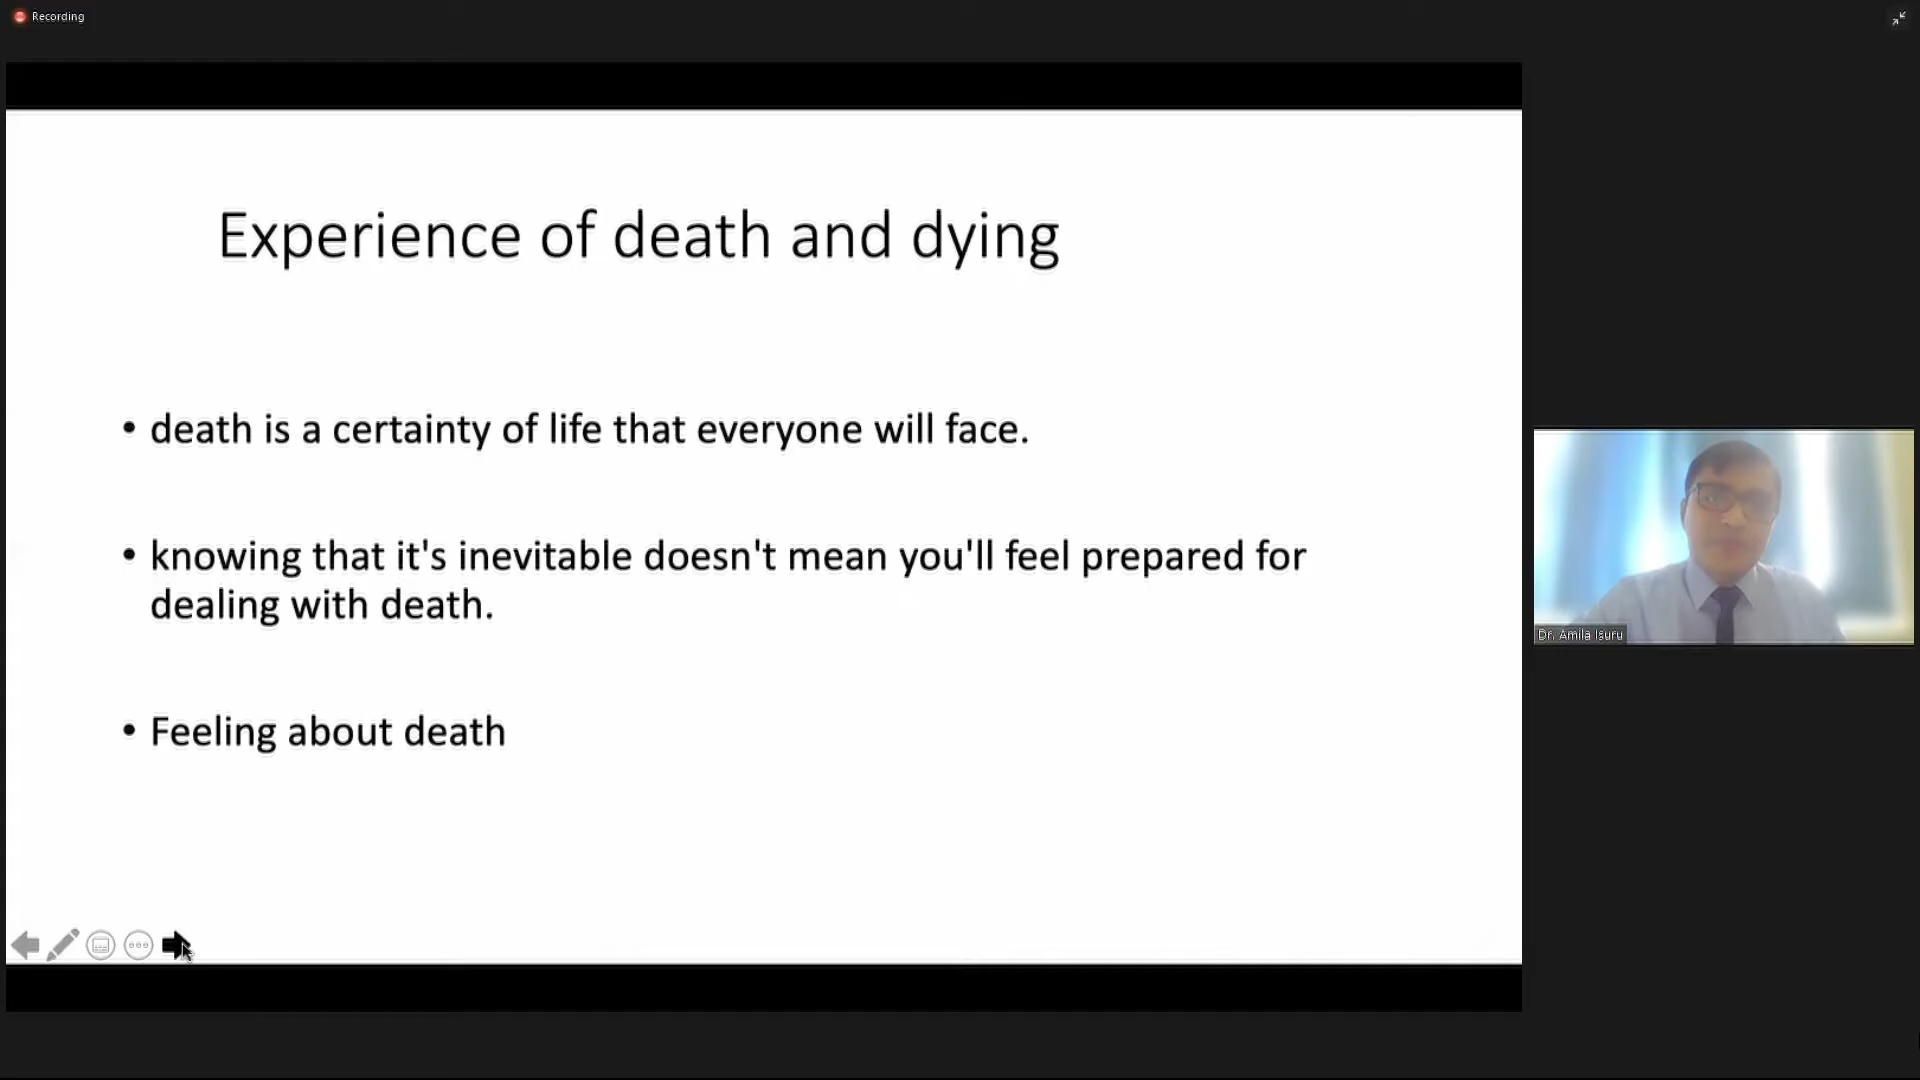 Recording
Experience of death and dying
• death is a certainty of life that everyone will face.
• knowing that it's inevitable doesn't mean you'll feel prepared for
dealing with death.
• Feeling about death
Dr. Amila Isuru